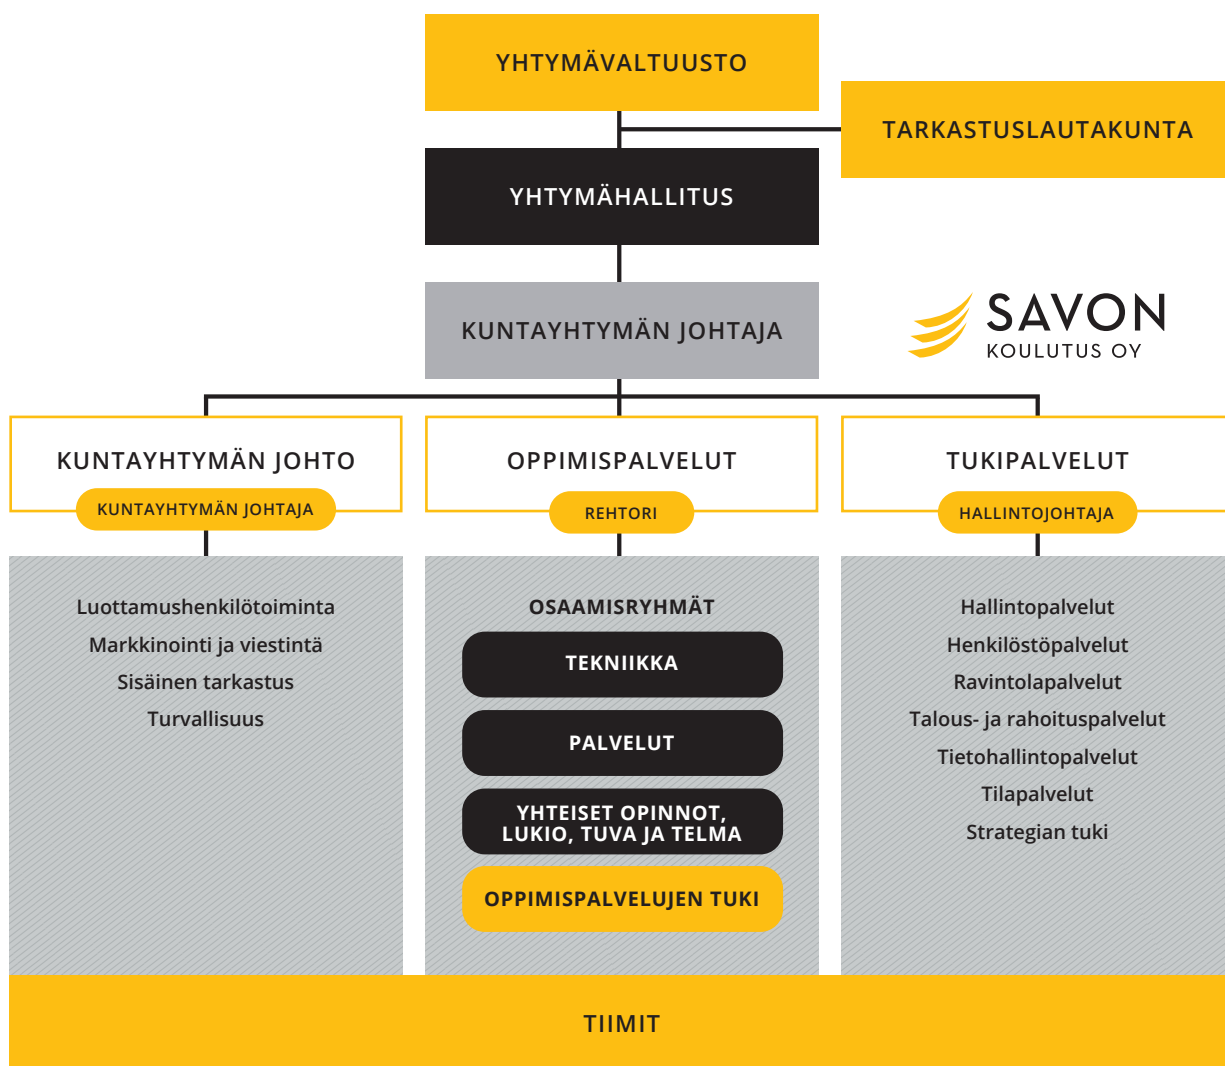 YHTYMÄVALTUUSTO
TARKASTUSLAUTAKUNTA
YHTYMÄHALLITUS
KUNTAYHTYMÄN JOHTAJA
SAVON
KOULUTUS OY
KUNTAYHTYMÄN JOHTO
KUNTAYHTYMÄN JOHTAJA
Luottamushenkilötoiminta
Markkinointi ja viestintä
Sisäinen tarkastus
Turvallisuus
OPPIMISPALVELUT
REHTORI
OSAAMISRYHMÄT
TEKNIIKKA
PALVELUT
YHTEISET OPINNOT,
LUKIO, TUVA JA TELMA
OPPIMISPALVELUJEN TUKI
TUKIPALVELUT
HALLINTOJOHTAJA
Hallintopalvelut
Henkilöstöpalvelut
Ravintolapalvelut
Talous- ja rahoituspalvelut
Tietohallintopalvelut
Tilapalvelut
Strategian tuki
TIIMIT